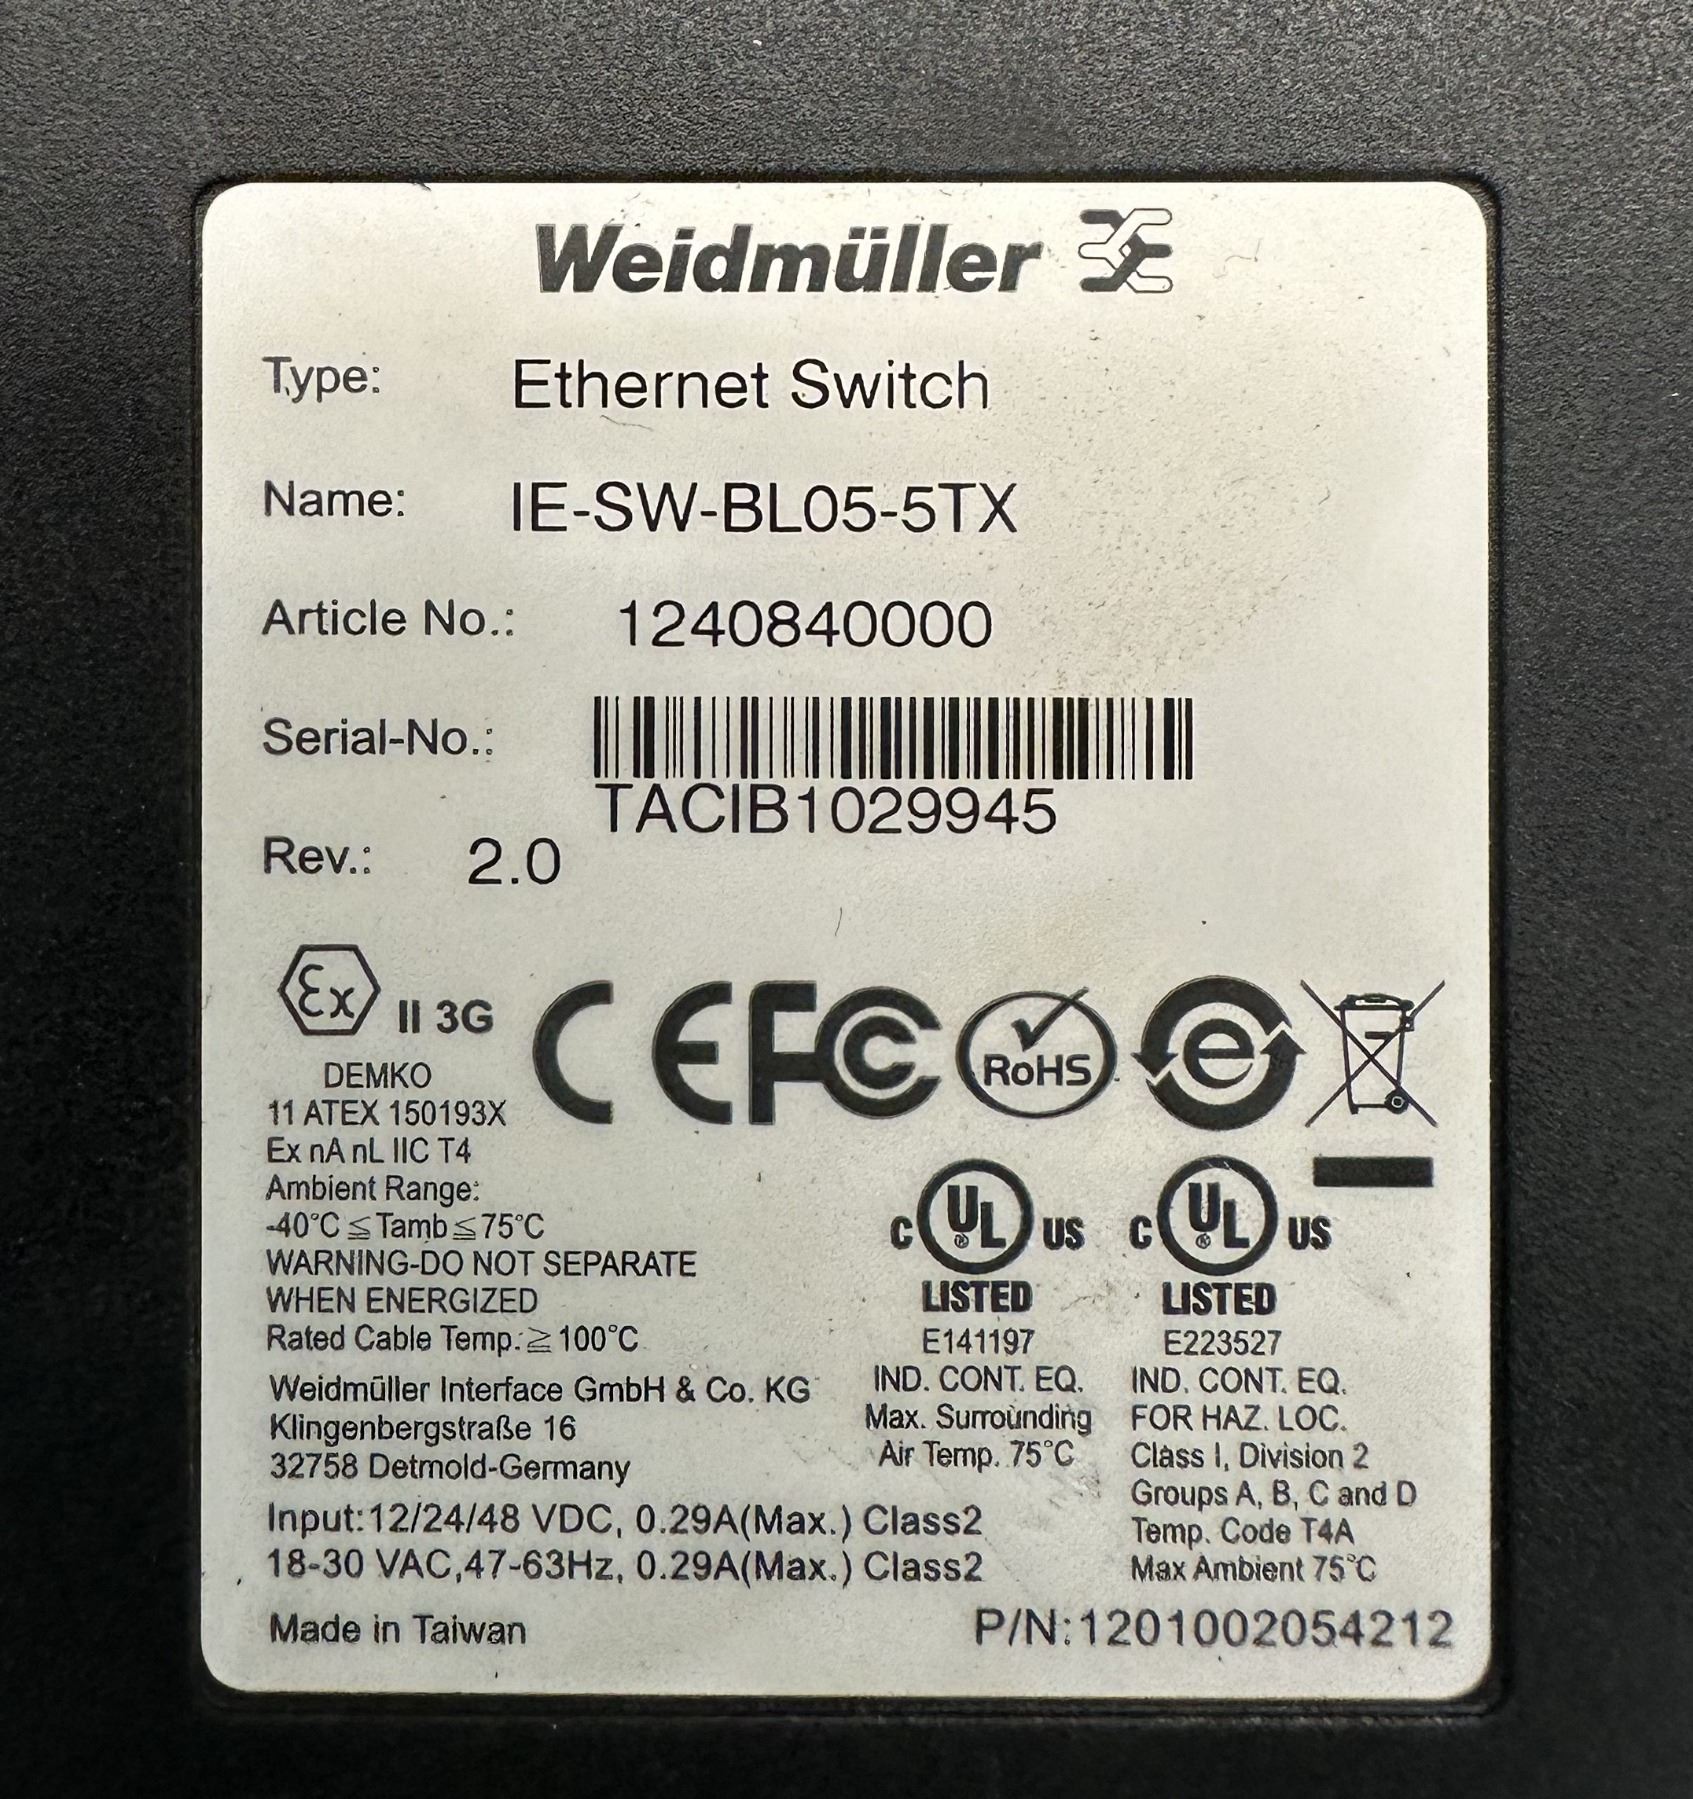 Weidmüller
Type: Ethernet Switch
Name: IE-SW-BL05-5TX
Article No.: 1240840000
Serial-No.:
TACIB1029945
Rev.: 2.0
Ex II 3G
CE FC RoHS e
DEMKO
11 ATEX 150193X
Ex nA nL IIC T4
Ambient Range:
-40°C ≦ Tamb ≦ 75°C
WARNING-DO NOT SEPARATE
WHEN ENERGIZED
Rated Cable Temp.: ≧ 100°C
Weidmüller Interface GmbH & Co. KG
Klingenbergstraße 16
32758 Detmold-Germany
C UL® US
LISTED
E141197
IND. CONT. EQ.
Max. Surrounding
Air Temp. 75°C
C UL® US
LISTED
E223527
IND. CONT. EQ.
FOR HAZ. LOC.
Class I, Division 2
Groups A, B, C and D
Temp. Code T4A
Max Ambient 75°C
Input:12/24/48 VDC, 0.29A(Max.) Class2
18-30 VAC,47-63Hz, 0.29A(Max.) Class2
Made in Taiwan
P/N:1201002054212